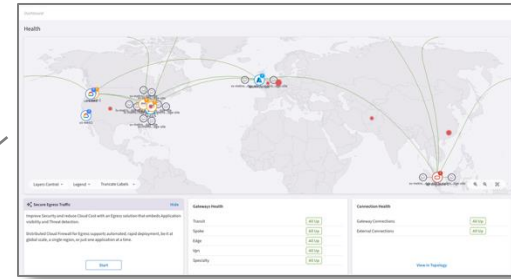 Dashboard
Health
Layers Control
Legend
Truncate Labels
Secure Egress Traffic
Hide
Improve Security and reduce Cloud Cost with an Egress solution that embeds Application
visibility and Threat detection.
Distributed Cloud Firewall for Egress supports automated, rapid deployment, be it at
global scale, a single region, or just one application at a time.
Start
Gateways Health
Transit
All Up
Spoke
All Up
Edge
All Up
All Up
Specialty
All Up
Connection Health
Gateway Connections
All Up
External Connections
All Up
View in Topology